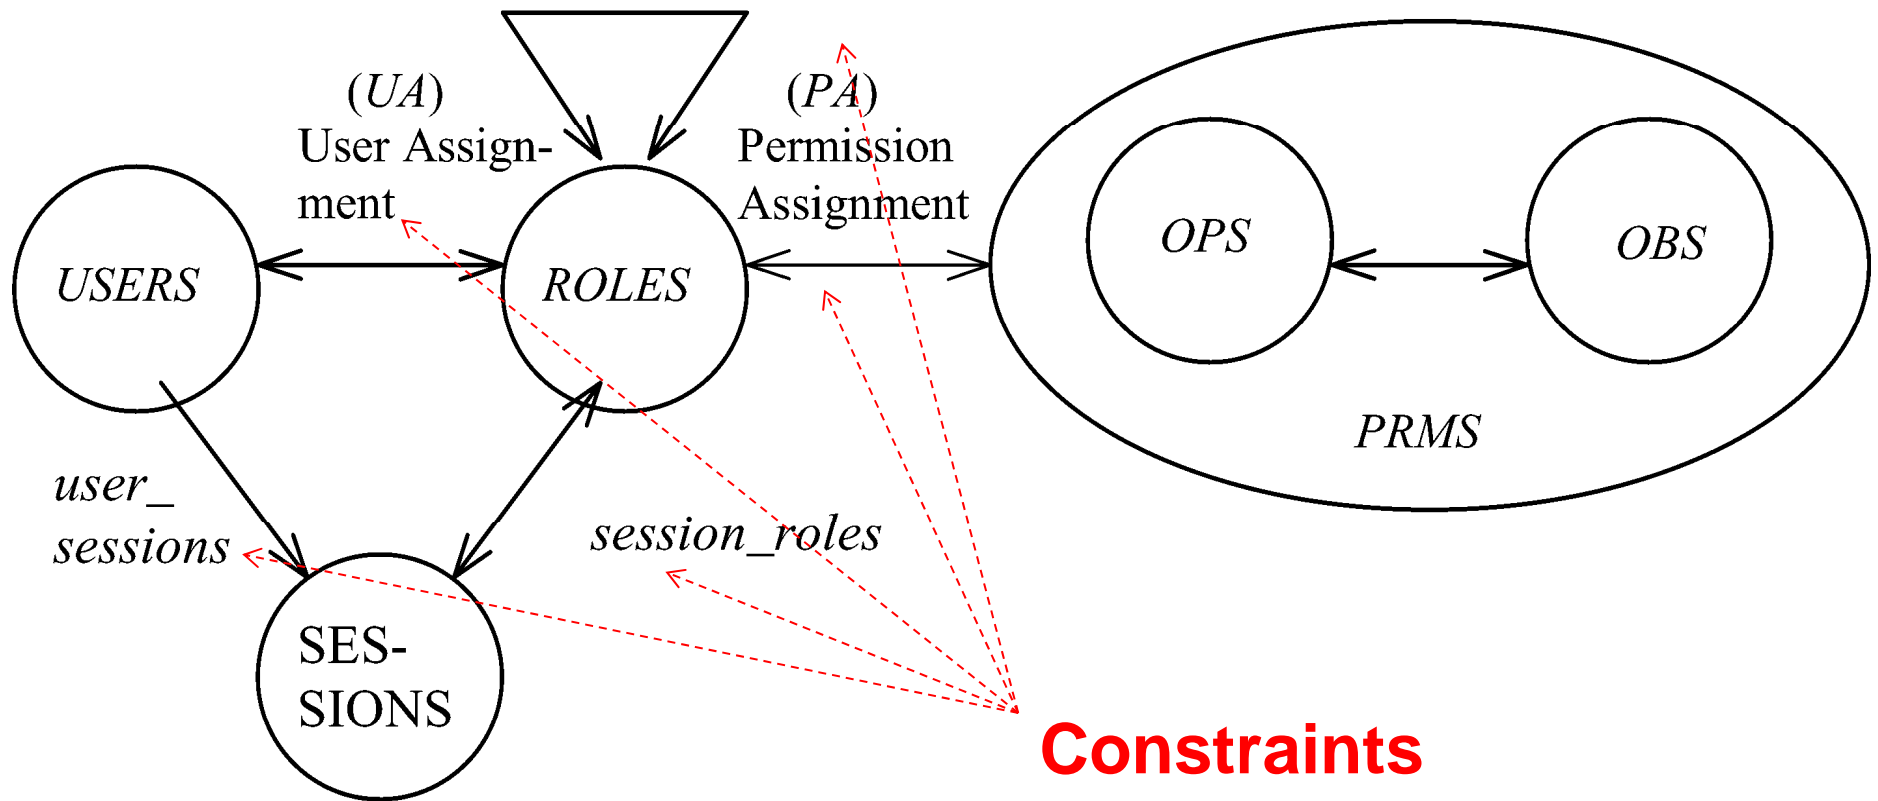 (UA)
User Assign-
ment
(PA)
Permission
Assignment
USERS
ROLES
OPS
OBS
PRMS
user_
sessions
session_roles
SES-
SIONS
Constraints